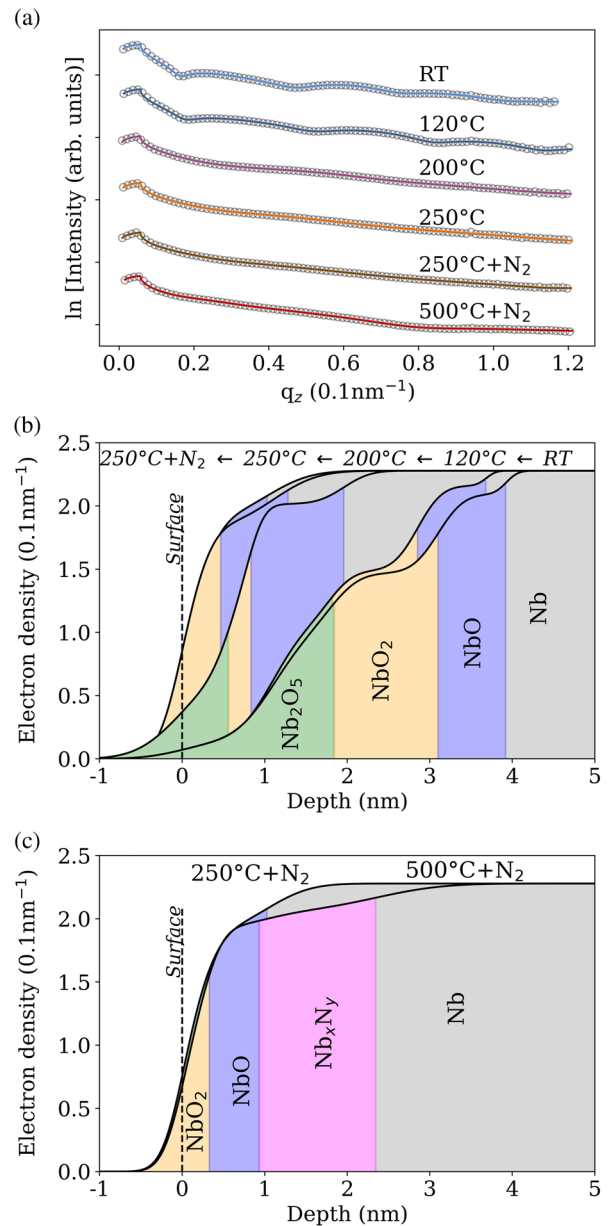 (a)
ln [Intensity (arb. units)]
RT
120°C
200°C
250°C
250°C+N₂
500°C+N₂
0.0 0.2 0.4 0.6 0.8 1.0 1.2
q_z (0.1nm⁻¹)
(b)
Electron density (0.1nm⁻¹)
2.5
2.0
1.5
1.0
0.5
0.0
250°C+N₂ ← 250°C ← 200°C ← 120°C ← RT
Surface
Nb₂O₅
NbO₂
NbO
Nb
-1 0 1 2 3 4 5
Depth (nm)
(c)
Electron density (0.1nm⁻¹)
2.5
2.0
1.5
1.0
0.5
0.0
250°C+N₂ 500°C+N₂
Surface
NbO₂
NbO
NbₓNᵧ
Nb
-1 0 1 2 3 4 5
Depth (nm)